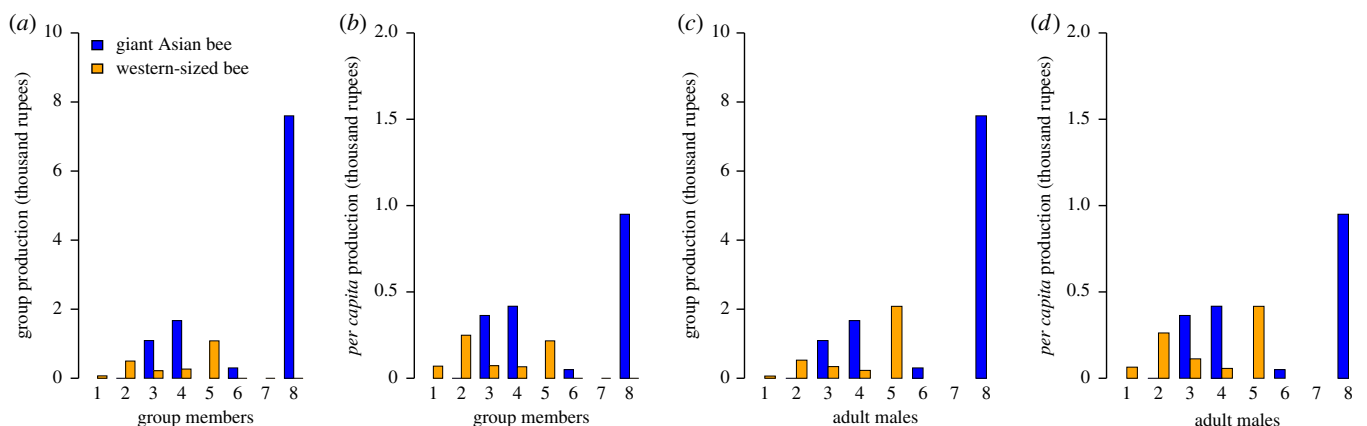 (a)
10
8
6
4
2
0
group production (thousand rupees)
giant Asian bee
western-sized bee
1 2 3 4 5 6 7 8
group members
(b)
2.0
1.5
1.0
0.5
0
per capita production (thousand rupees)
1 2 3 4 5 6 7 8
group members
(c)
10
8
6
4
2
0
group production (thousand rupees)
1 2 3 4 5 6 7 8
adult males
(d)
2.0
1.5
1.0
0.5
0
per capita production (thousand rupees)
1 2 3 4 5 6 7 8
adult males